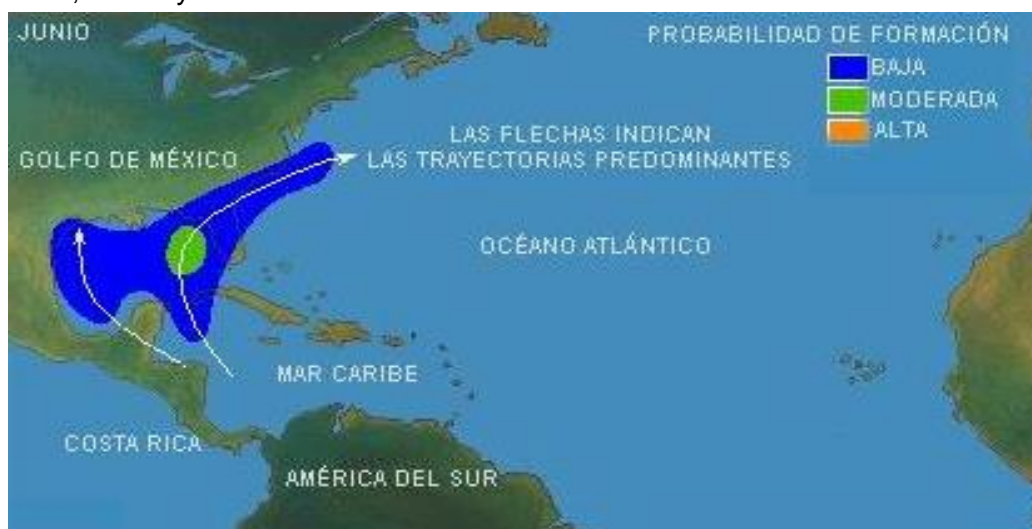 JUNIO
PROBABILIDAD DE FORMACIÓN
BAJA
MODERADA
ALTA
LAS FLECHAS INDICAN
LAS TRAYECTORIAS PREDOMINANTES
GOLFO DE MÉXICO
OCÉANO ATLÁNTICO
MAR CARIBE
COSTA RICA
AMÉRICA DEL SUR